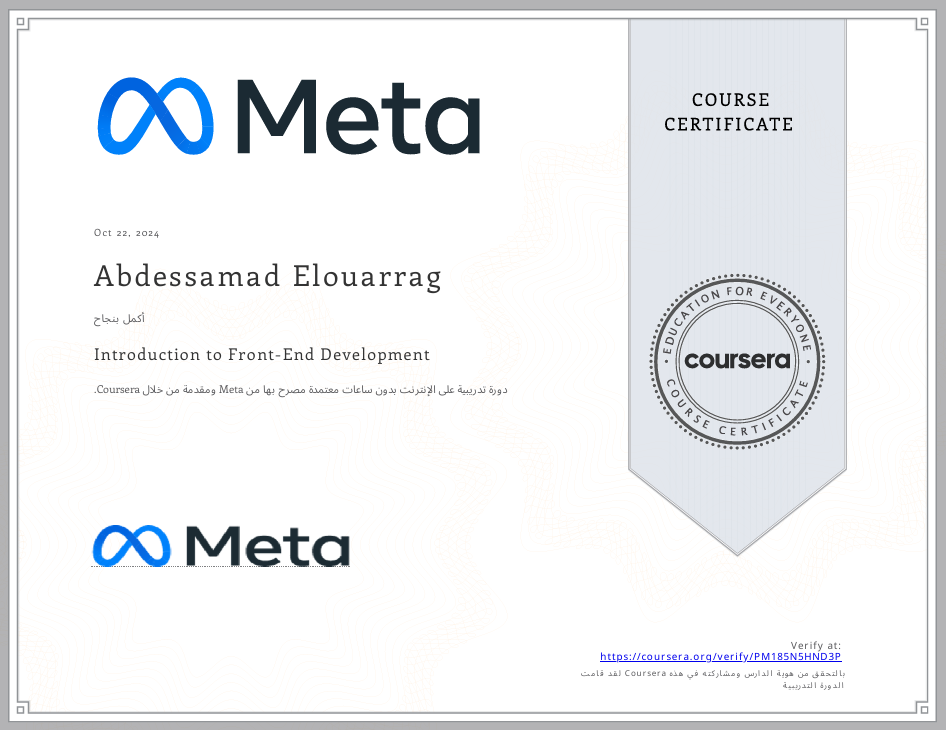 Meta
COURSE
CERTIFICATE
Oct 22, 2024
Abdessamad Elouarrag
أكمل بنجاح
Introduction to Front-End Development
دورة تدريبية على الإنترنت بدون ساعات معتمدة مصرح بها من Meta ومقدمة من خلال Coursera.
EDUCATION FOR EVERYONE
coursera
COURSE CERTIFICATE
Meta
Verify at:
https://coursera.org/verify/PM185N5HND3P
لقد قامت Coursera بالتحقق من هوية الدارس ومشاركته في هذه
الدورة التدريبية